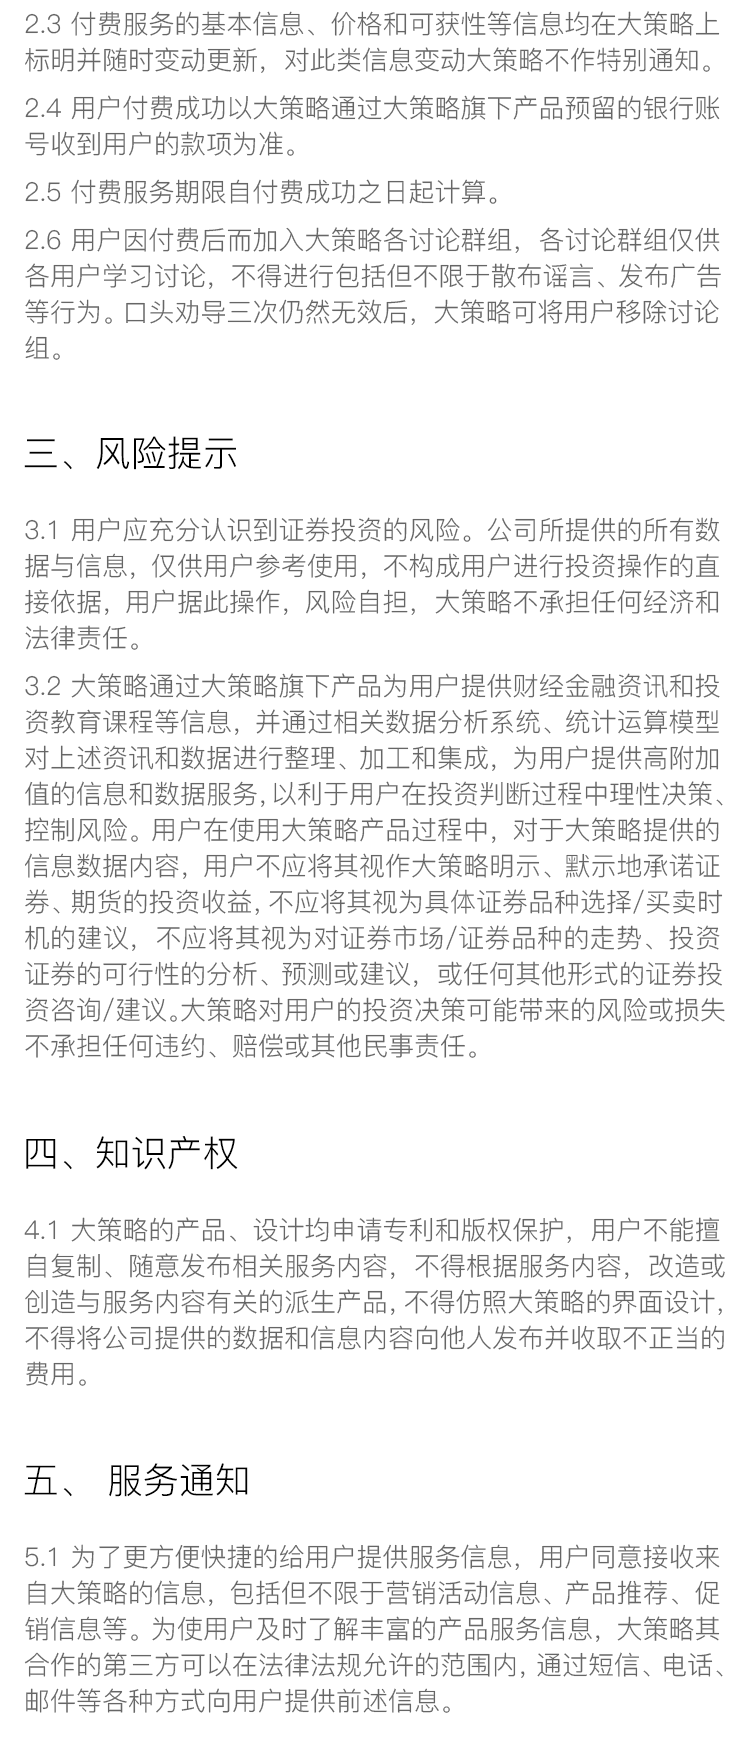 2.3 付费服务的基本信息、价格和可获性等信息均在大策略上
标明并随时变动更新，对此类信息变动大策略不作特别通知。
2.4 用户付费成功以大策略通过大策略旗下产品预留的银行账
号收到用户的款项为准。
2.5 付费服务期限自付费成功之日起计算。
2.6 用户因付费后而加入大策略各讨论群组，各讨论群组仅供
各用户学习讨论，不得进行包括但不限于散布谣言、发布广告
等行为。口头劝导三次仍然无效后，大策略可将用户移除讨论
组。
三、风险提示
3.1 用户应充分认识到证券投资的风险。公司所提供的所有数
据与信息，仅供用户参考使用，不构成用户进行投资操作的直
接依据，用户据此操作，风险自担，大策略不承担任何经济和
法律责任。
3.2 大策略通过大策略旗下产品为用户提供财经金融资讯和投
资教育课程等信息，并通过相关数据分析系统、统计运算模型
对上述资讯和数据进行整理、加工和集成，为用户提供高附加
值的信息和数据服务，以利于用户在投资判断过程中理性决策、
控制风险。用户在使用大策略产品过程中，对于大策略提供的
信息数据内容，用户不应将其视作大策略明示、默示地承诺证
券、期货的投资收益，不应将其视为具体证券品种选择/买卖时
机的建议，不应将其视为对证券市场/证券品种的走势、投资
证券的可行性的分析、预测或建议，或任何其他形式的证券投
资咨询/建议。大策略对用户的投资决策可能带来的风险或损失
不承担任何违约、赔偿或其他民事责任。
四、知识产权
4.1 大策略的产品、设计均申请专利和版权保护，用户不能擅
自复制、随意发布相关服务内容，不得根据服务内容，改造或
创造与服务内容有关的派生产品，不得仿照大策略的界面设计，
不得将公司提供的数据和信息内容向他人发布并收取不正当的
费用。
五、 服务通知
5.1 为了更方便快捷的给用户提供服务信息，用户同意接收来
自大策略的信息，包括但不限于营销活动信息、产品推荐、促
销信息等。为使用户及时了解丰富的产品服务信息，大策略其
合作的第三方可以在法律法规允许的范围内，通过短信、电话、
邮件等各种方式向用户提供前述信息。